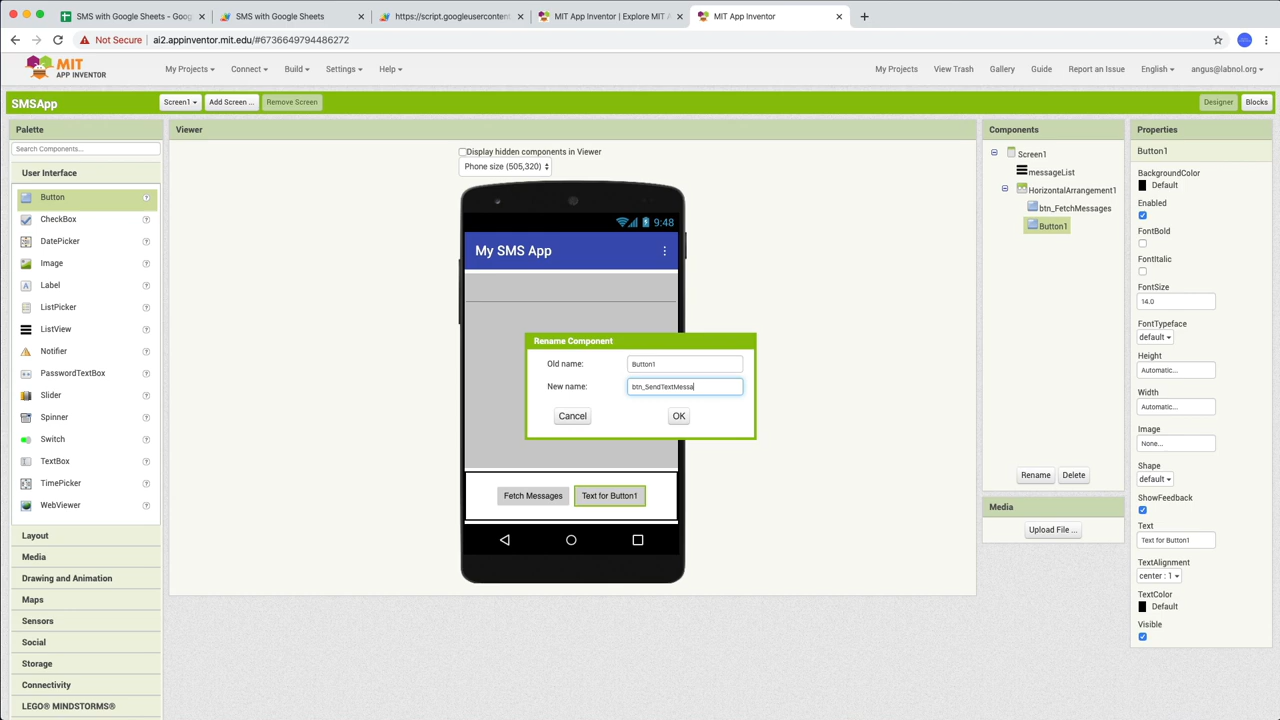 SMS with Google Sheets - Goog
SMS with Google Sheets
https://script.googleusercontent
MIT App Inventor | Explore MIT A
MIT App Inventor
Not Secure | ai2.appinventor.mit.edu/#6736649794486272
MIT
APP INVENTOR
My Projects
Connect
Build
Settings
Help
My Projects
View Trash
Gallery
Guide
Report an Issue
English
angus@labnol.org
SMSApp
Screen1
Add Screen ...
Remove Screen
Designer
Blocks
Palette
Search Components...
User Interface
Button
CheckBox
DatePicker
Image
Label
ListPicker
ListView
Notifier
PasswordTextBox
Slider
Spinner
Switch
TextBox
TimePicker
WebViewer
Layout
Media
Drawing and Animation
Maps
Sensors
Social
Storage
Connectivity
LEGO® MINDSTORMS®
Viewer
Display hidden components in Viewer
Phone size (505,320)
9:48
My SMS App
Rename Component
Old name:
Button1
New name:
btn_SendTextMessa
Cancel
OK
Fetch Messages
Text for Button1
Components
Screen1
messageList
HorizontalArrangement1
btn_FetchMessages
Button1
Rename
Delete
Media
Upload File ...
Properties
Button1
BackgroundColor
Default
Enabled
FontBold
FontItalic
FontSize
14.0
FontTypeface
default
Height
Automatic...
Width
Automatic...
Image
None...
Shape
default
ShowFeedback
Text
Text for Button1
TextAlignment
center : 1
TextColor
Default
Visible